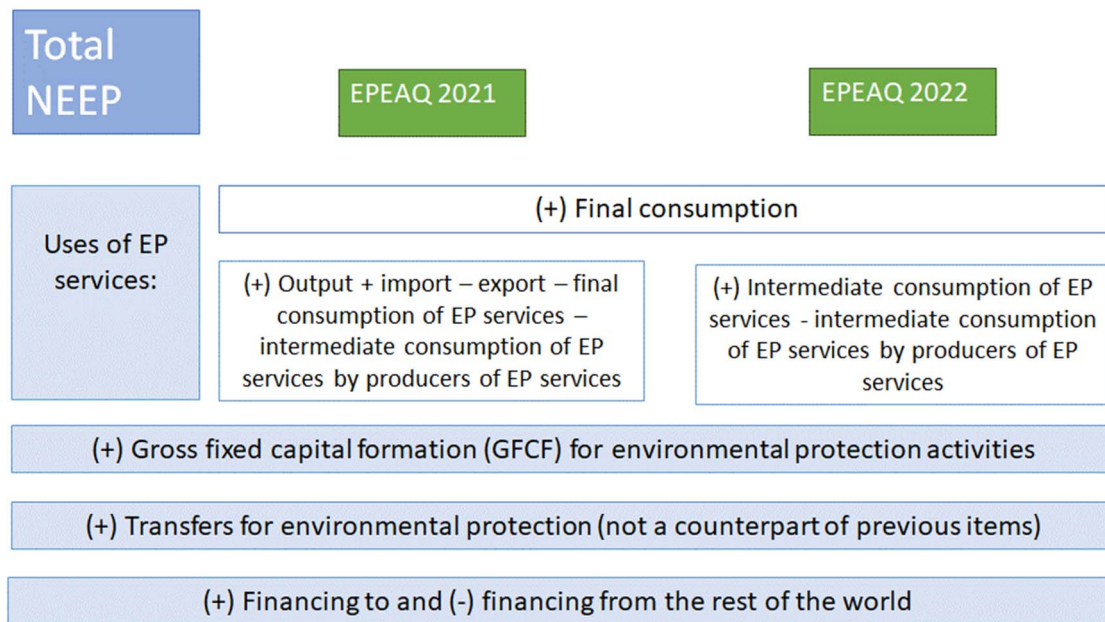 Total
NEEP
EPEAQ 2021
EPEAQ 2022
Uses of EP
services:
(+) Final consumption
(+) Output + import – export – final
consumption of EP services –
intermediate consumption of EP
services by producers of EP services
(+) Intermediate consumption of EP
services - intermediate consumption
of EP services by producers of EP
services
(+) Gross fixed capital formation (GFCF) for environmental protection activities
(+) Transfers for environmental protection (not a counterpart of previous items)
(+) Financing to and (-) financing from the rest of the world